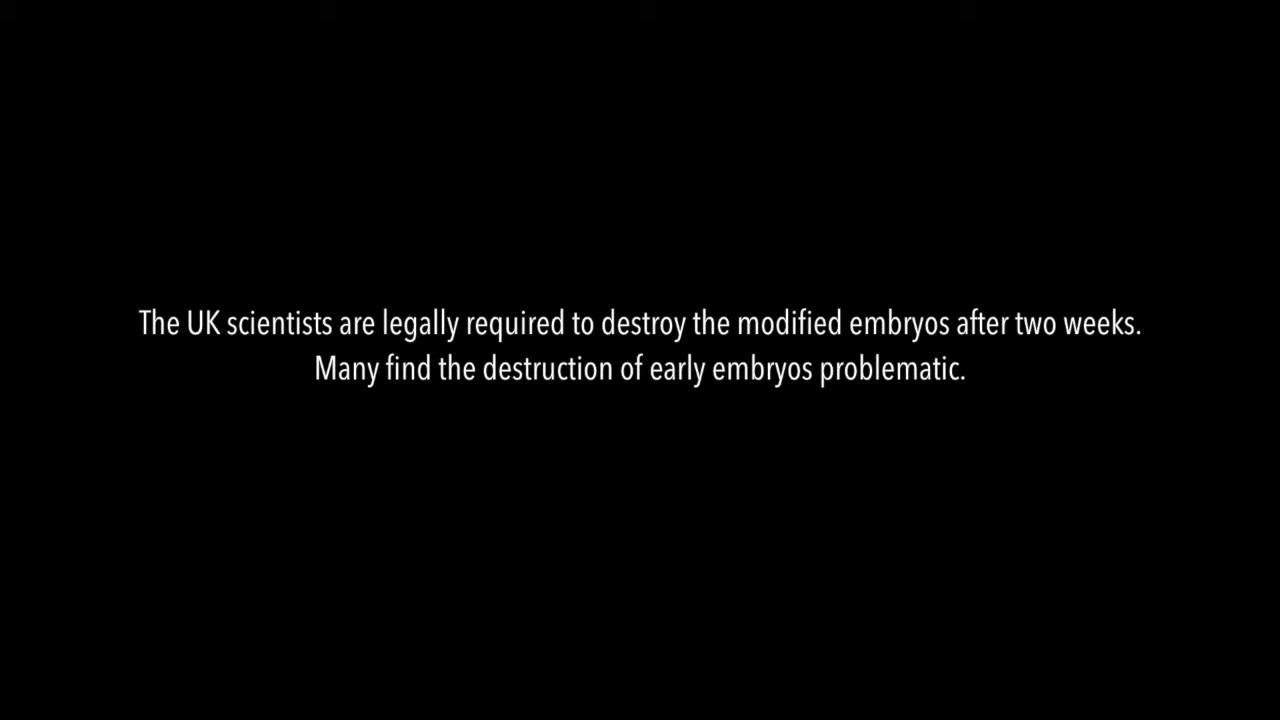 The UK scientists are legally required to destroy the modified embryos after two weeks.
Many find the destruction of early embryos problematic.